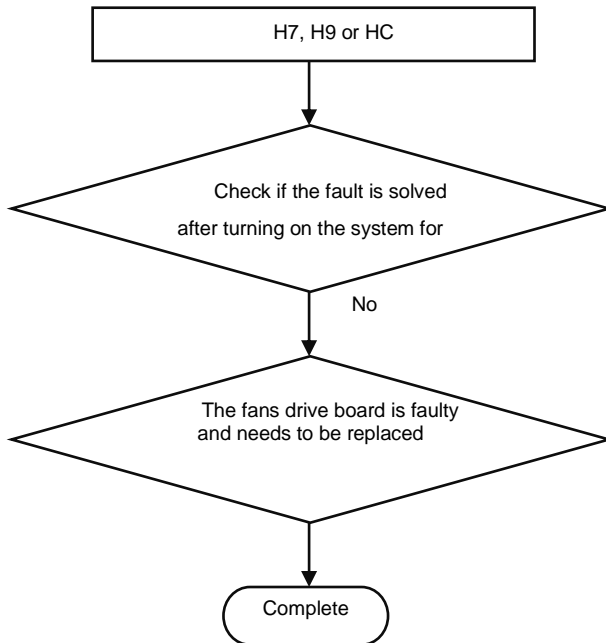 H7, H9 or HC
Check if the fault is solved
after turning on the system for
No
The fans drive board is faulty
and needs to be replaced
Complete